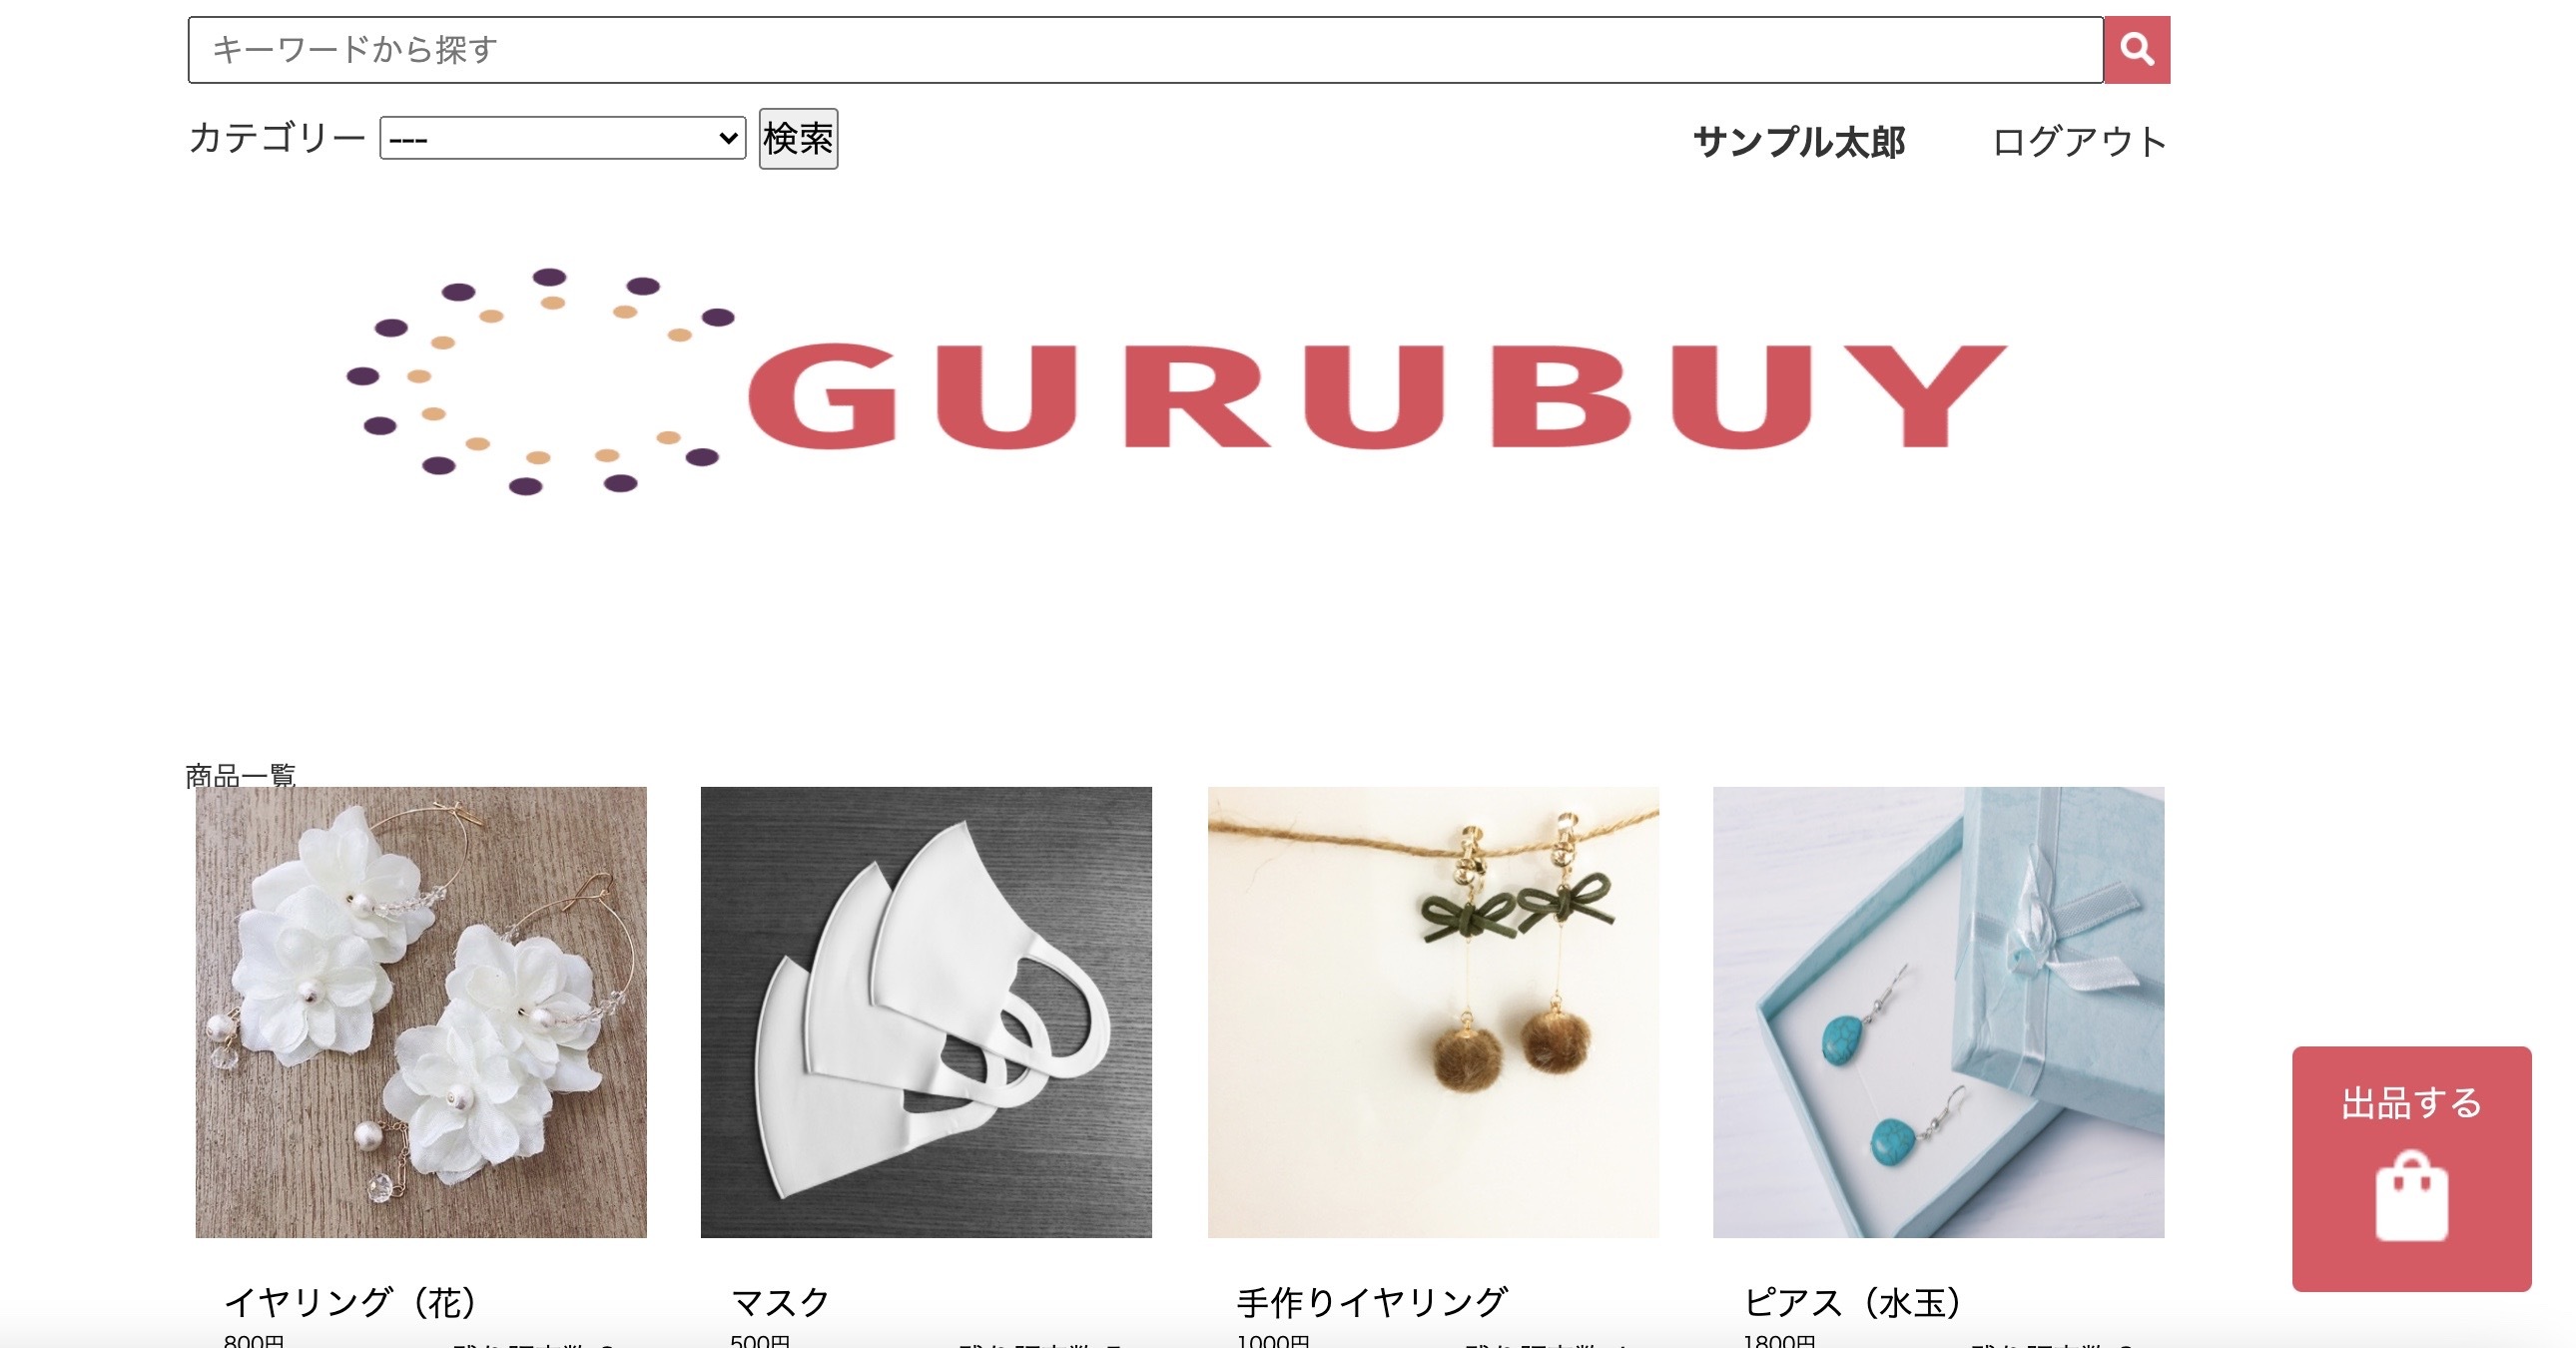 キーワードから探す
カテゴリー --- 検索 サンプル太郎 ログアウト
GURUBUY
商品一覧
出品する
イヤリング（花） マスク 手作りイヤリング ピアス（水玉）
800円 500円 1000円 1800円